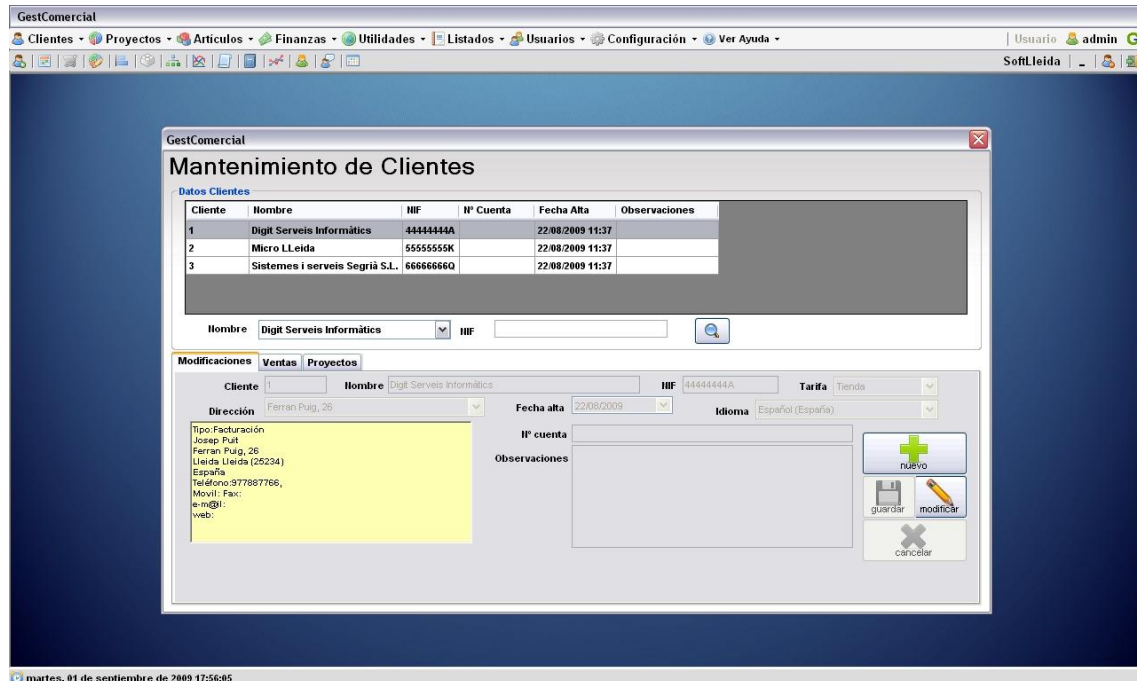 GestComercial
Clientes Proyectos Artículos Finanzas Utilidades Listados Usuarios Configuración Ver Ayuda Usuario admin
SoftLleida
GestComercial
Mantenimiento de Clientes
Datos Clientes
Cliente Nombre NIF Nº Cuenta Fecha Alta Observaciones
1 Digit Serveis Informàtics 44444444A 22/08/2009 11:37
2 Micro LLeida 55555555K 22/08/2009 11:37
3 Sistemes i serveis Segrià S.L. 66666666Q 22/08/2009 11:37
Nombre Digit Serveis Informàtics NIF
Modificaciones Ventas Proyectos
Cliente 1 Nombre Digit Serveis Informàtics NIF 44444444A Tarifa Tienda
Dirección Ferran Puig, 26 Fecha alta 22/08/2009 Idioma Español (España)
Tipo:Facturación
Josep Puit
Ferran Puig, 26
Lleida Lleida (25234)
España
Teléfono:977887766,
Movil: Fax:
e-m@il:
web:
Nº cuenta
Observaciones
nuevo
guardar modificar
cancelar
martes, 01 de septiembre de 2009 17:56:05